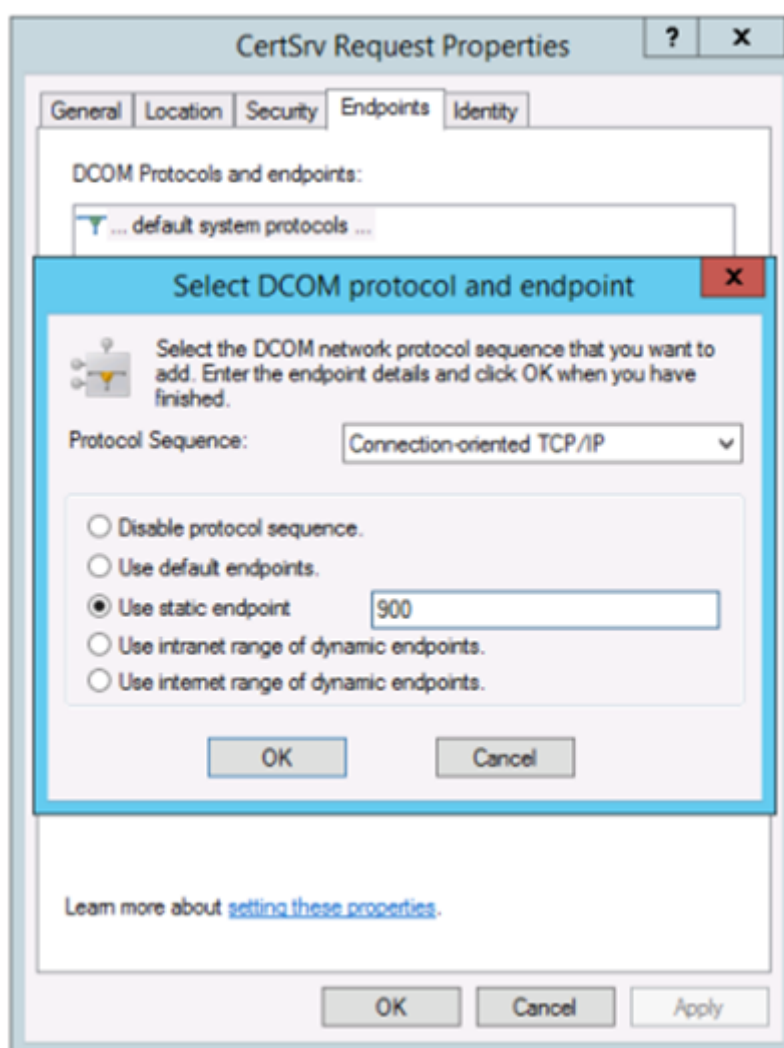 CertSrv Request Properties
? x
General Location Security Endpoints Identity
DCOM Protocols and endpoints:
... default system protocols ...
Select DCOM protocol and endpoint
x
Select the DCOM network protocol sequence that you want to
add. Enter the endpoint details and click OK when you have
finished.
Protocol Sequence: Connection-oriented TCP/IP
Disable protocol sequence.
Use default endpoints.
Use static endpoint 900
Use intranet range of dynamic endpoints.
Use internet range of dynamic endpoints.
OK Cancel
Learn more about setting these properties.
OK Cancel Apply